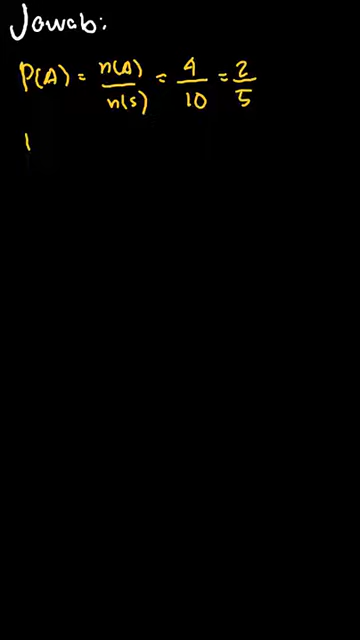 Jawab:
P(A) = n(A)/n(s) = 4/10 = 2/5